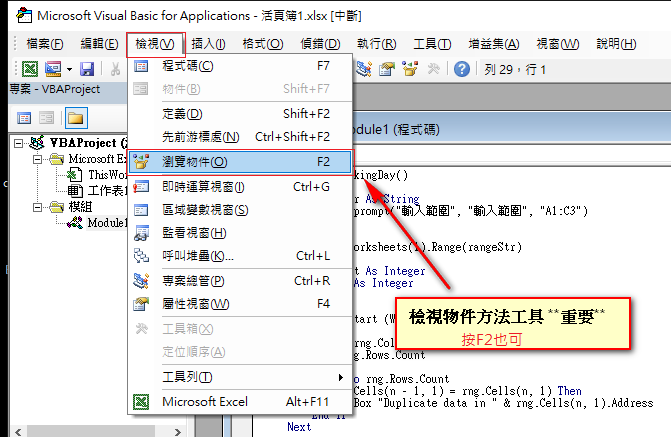 Microsoft Visual Basic for Applications - 活頁簿1.xlsx [中斷]
檔案(F) 編輯(E) 檢視(V) 插入(I) 格式(O) 偵錯(D) 執行(R) 工具(T) 增益集(A) 視窗(W) 說明(H)
列 29，行 1
專案 - VBAProject
VBAProject (
Microsoft Ex
ThisWor
工作表1
模組
Module1
程式碼(C) F7
物件(B) Shift+F7
定義(D) Shift+F2
先前游標處(N) Ctrl+Shift+F2
瀏覽物件(O) F2
即時運算視窗(I) Ctrl+G
區域變數視窗(S)
監看視窗(H)
呼叫堆疊(K)... Ctrl+L
專案總管(P) Ctrl+R
屬性視窗(W) F4
工具箱(X)
定位順序(A)
工具列(T)
Microsoft Excel Alt+F11
odule1 (程式碼)
kingDay()
r As String
prompt("輸入範圍", "輸入範圍", "A1:C3")
orksheets(1).Range(rangeStr)
t As Integer
As Integer
tart (W
rng.Col
rng.Rows.Count
o rng.Rows.Count
Cells(n - 1, 1) = rng.Cells(n, 1) Then
Box "Duplicate data in " & rng.Cells(n, 1).Address
End If
Next
檢視物件方法工具 **重要**
按F2也可